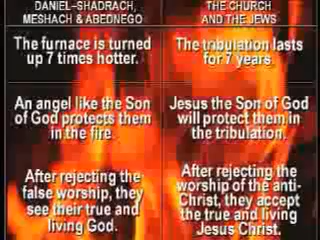 DANIEL-SHADRACH,
MESHACH & ABEDNEGO
The furnace is turned
up 7 times hotter.
An angel like the Son
of God protects them
in the fire.
After rejecting the
false worship, they
see their true and
living God.
THE CHURCH
AND THE JEWS
The tribulation lasts
for 7 years.
Jesus the Son of God
will protect them in
the tribulation.
After rejecting the
worship of the anti-
Christ, they accept
the true and living
Jesus Christ.